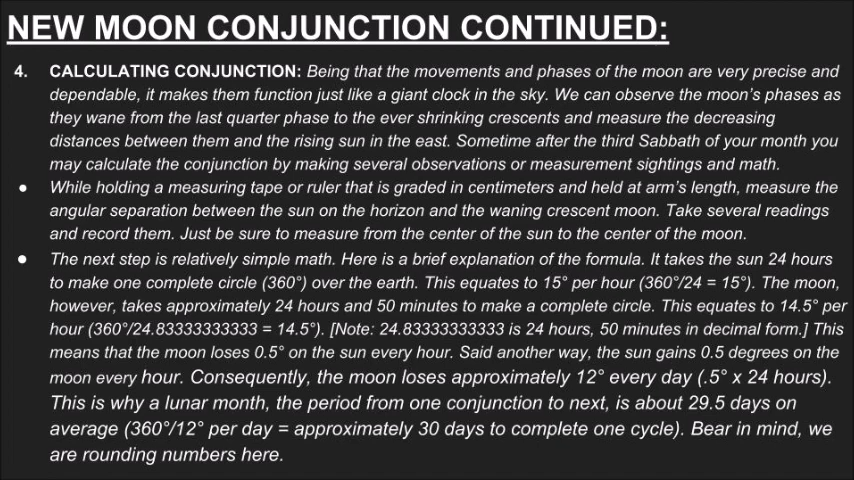 NEW MOON CONJUNCTION CONTINUED:
4. CALCULATING CONJUNCTION: Being that the movements and phases of the moon are very precise and
dependable, it makes them function just like a giant clock in the sky. We can observe the moon's phases as
they wane from the last quarter phase to the ever shrinking crescents and measure the decreasing
distances between them and the rising sun in the east. Sometime after the third Sabbath of your month you
may calculate the conjunction by making several observations or measurement sightings and math.
● While holding a measuring tape or ruler that is graded in centimeters and held at arm's length, measure the
angular separation between the sun on the horizon and the waning crescent moon. Take several readings
and record them. Just be sure to measure from the center of the sun to the center of the moon.
● The next step is relatively simple math. Here is a brief explanation of the formula. It takes the sun 24 hours
to make one complete circle (360°) over the earth. This equates to 15° per hour (360°/24 = 15°). The moon,
however, takes approximately 24 hours and 50 minutes to make a complete circle. This equates to 14.5° per
hour (360°/24.83333333333 = 14.5°). [Note: 24.83333333333 is 24 hours, 50 minutes in decimal form.] This
means that the moon loses 0.5° on the sun every hour. Said another way, the sun gains 0.5 degrees on the
moon every hour. Consequently, the moon loses approximately 12° every day (.5° x 24 hours).
This is why a lunar month, the period from one conjunction to next, is about 29.5 days on
average (360°/12° per day = approximately 30 days to complete one cycle). Bear in mind, we
are rounding numbers here.